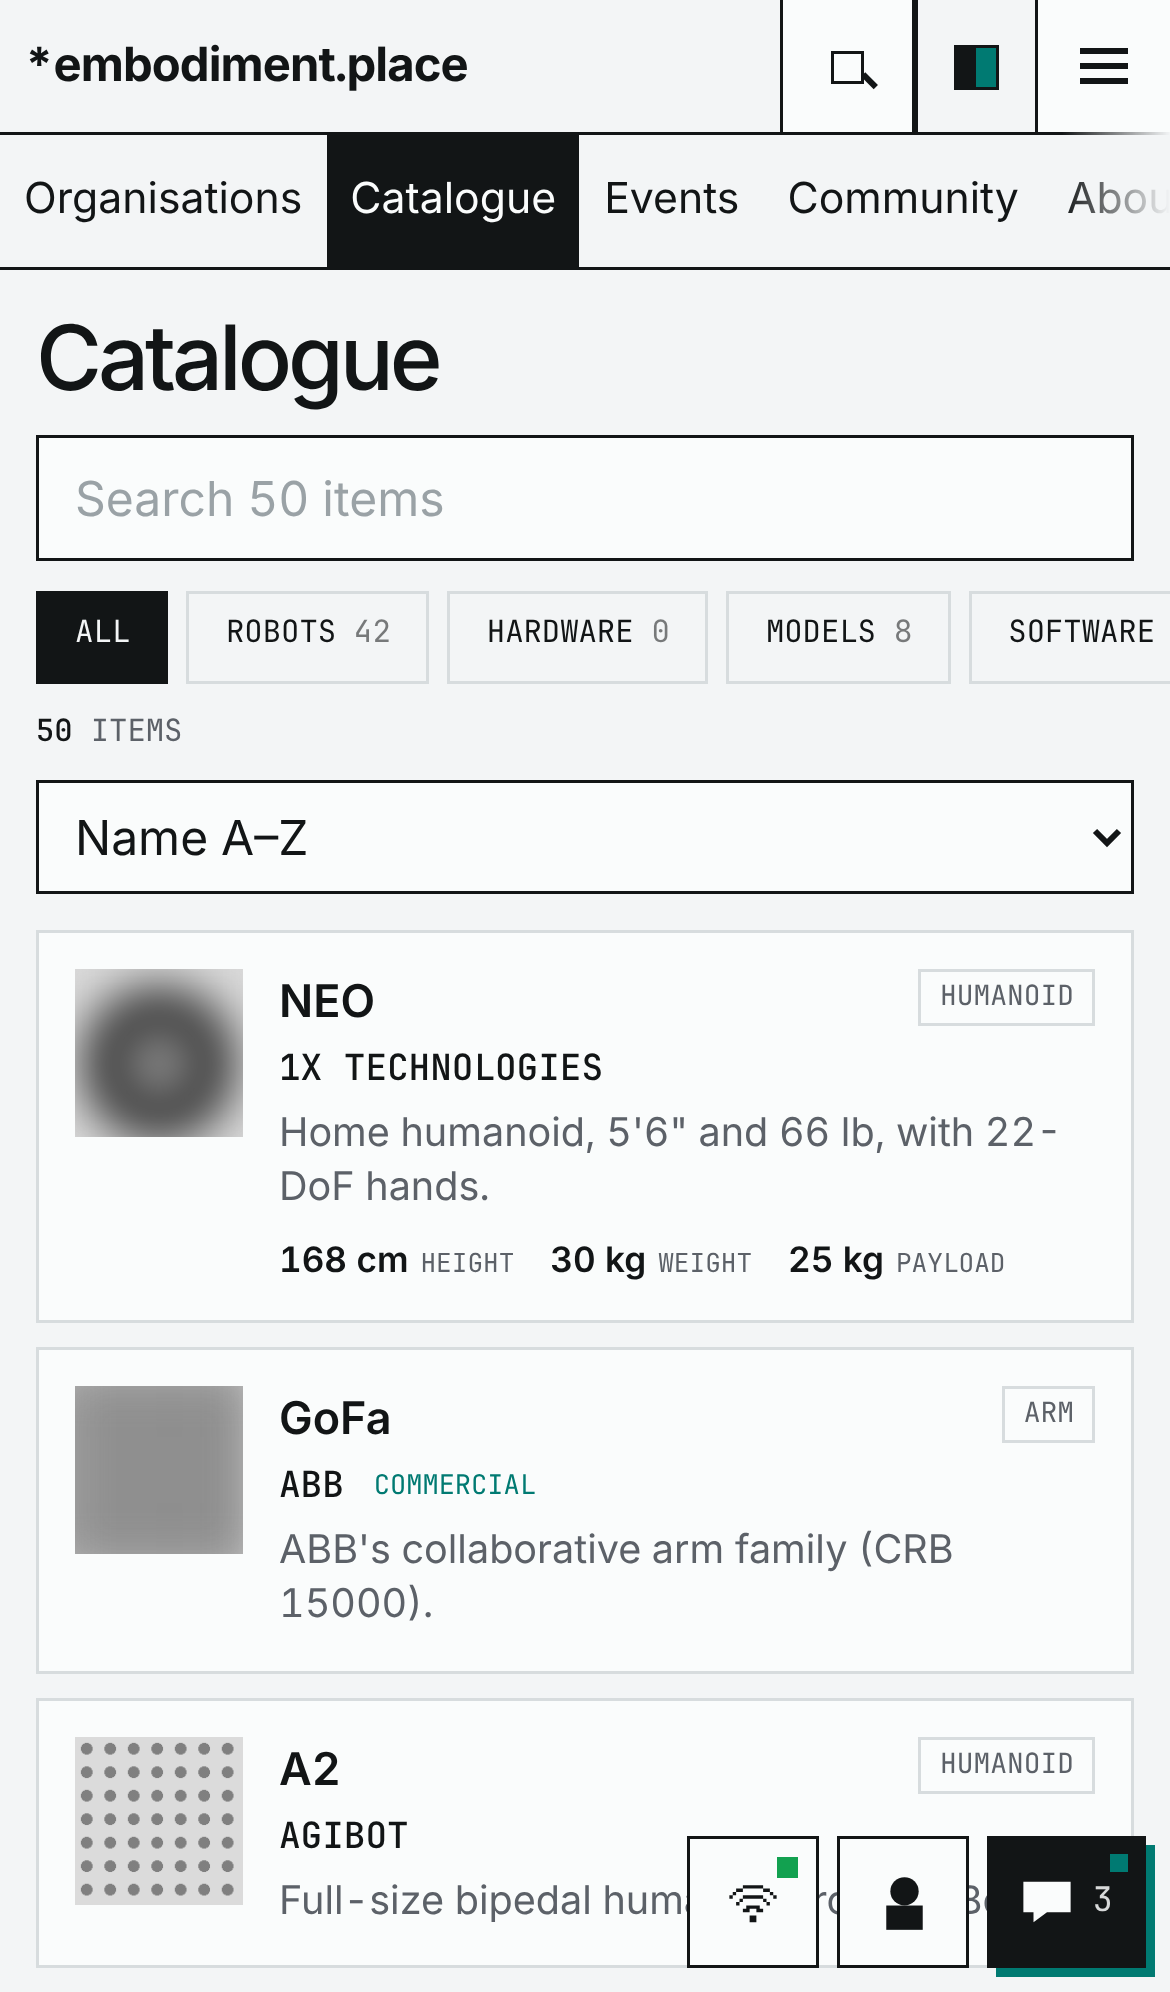 *embodiment.place
Organisations Catalogue Events Community Abou
Catalogue
Search 50 items
ALL ROBOTS 42 HARDWARE 0 MODELS 8 SOFTWARE
50 ITEMS
Name A–Z
NEO HUMANOID
1X TECHNOLOGIES
Home humanoid, 5'6" and 66 lb, with 22-
DoF hands.
168 cm HEIGHT 30 kg WEIGHT 25 kg PAYLOAD
GoFa ARM
ABB COMMERCIAL
ABB's collaborative arm family (CRB
15000).
A2 HUMANOID
AGIBOT
Full-size bipedal
3